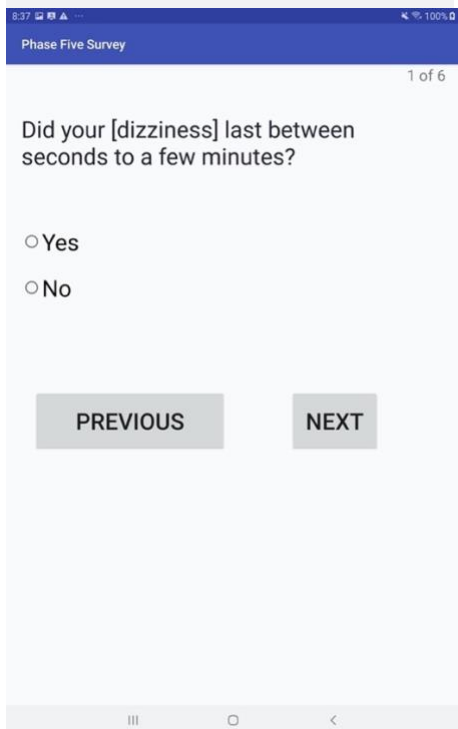 8:37
100%
Phase Five Survey
1 of 6
Did your [dizziness] last between
seconds to a few minutes?
Yes
No
PREVIOUS NEXT